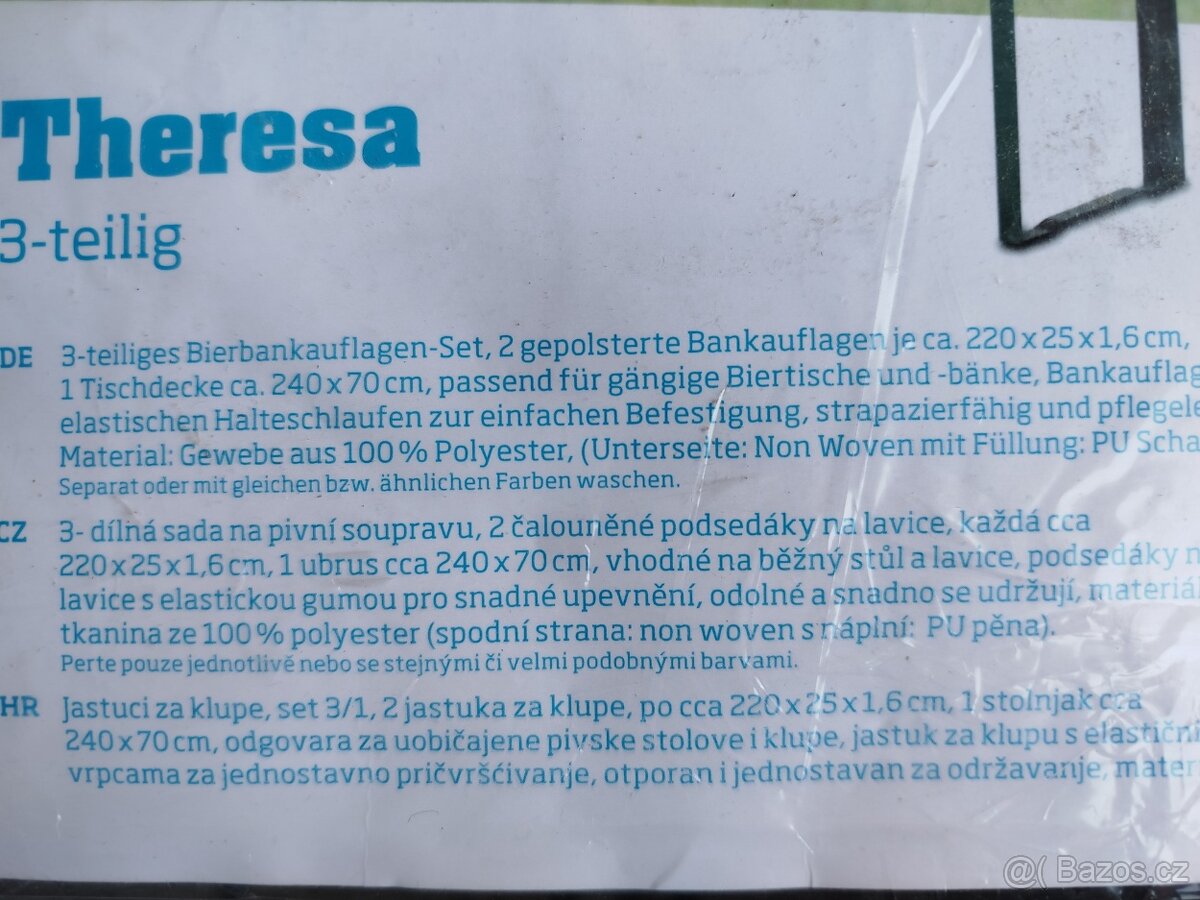 Theresa
3-teilig
DE 3-teiliges Bierbankauflagen-Set, 2 gepolsterte Bankauflagen je ca. 220 x 25 x 1,6 cm,
1 Tischdecke ca. 240 x 70 cm, passend für gängige Biertische und -bänke, Bankauflag
elastischen Halteschlaufen zur einfachen Befestigung, strapazierfähig und pflegele
Material: Gewebe aus 100 % Polyester, (Unterseite: Non Woven mit Füllung: PU Scha
Separat oder mit gleichen bzw. ähnlichen Farben waschen.
CZ 3- dílná sada na pivní soupravu, 2 čalouněné podsedáky na lavice, každá cca
220 x 25 x 1,6 cm, 1 ubrus cca 240 x 70 cm, vhodné na běžný stůl a lavice, podsedáky n
lavice s elastickou gumou pro snadné upevnění, odolné a snadno se udržují, materiá
tkanina ze 100 % polyester (spodní strana: non woven s náplní: PU pěna).
Perte pouze jednotlivě nebo se stejnými či velmi podobnými barvami.
HR Jastuci za klupe, set 3/1, 2 jastuka za klupe, po cca 220 x 25 x 1,6 cm, 1 stolnjak cca
240 x 70 cm, odgovara za uobičajene pivske stolove i klupe, jastuk za klupu s elastični
vrpcama za jednostavno pričvršćivanje, otporan i jednostavan za održavanje, mater
@( Bazos.cz